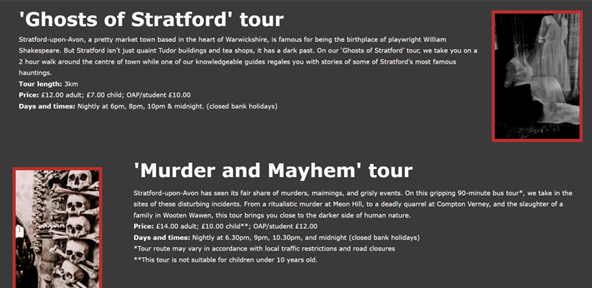 'Ghosts of Stratford' tour
Stratford-upon-Avon, a pretty market town based in the heart of Warwickshire, is famous for being the birthplace of playwright William
Shakespeare. But Stratford isn't just quaint Tudor buildings and tea shops, it has a dark past. On our 'Ghosts of Stratford' tour, we take you on a
2 hour walk around the centre of town while one of our knowledgeable guides regales you with stories of some of Stratford's most famous
hauntings.
Tour length: 3km
Price: £12.00 adult; £7.00 child; OAP/student £10.00
Days and times: Nightly at 6pm, 8pm, 10pm & midnight. (closed bank holidays)
'Murder and Mayhem' tour
Stratford-upon-Avon has seen its fair share of murders, maimings, and grisly events. On this gripping 90-minute bus tour*, we take in the
sites of these disturbing incidents. From a ritualistic murder at Meon Hill, to a deadly quarrel at Compton Verney, and the slaughter of a
family in Wooten Wawen, this tour brings you close to the darker side of human nature.
Price: £14.00 adult; £10.00 child**; OAP/student £12.00
Days and times: Nightly at 6.30pm, 9pm, 10.30pm, and midnight (closed bank holidays)
*Tour route may vary in accordance with local traffic restrictions and road closures
**This tour is not suitable for children under 10 years old.